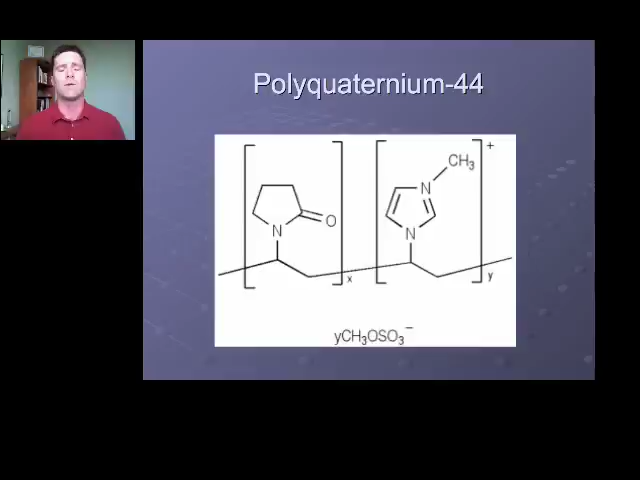 Polyquaternium-44
+
CH₃
N
O
N
N
x
y
yCH₃OSO₃⁻